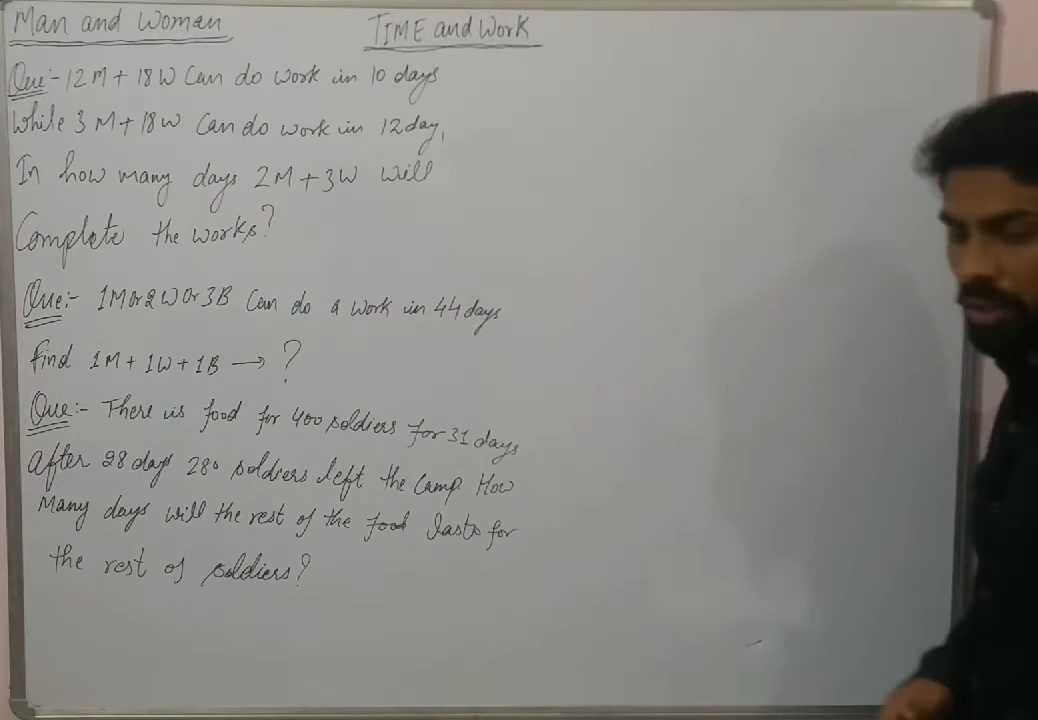 Man and Woman
TIME and Work
Que:- 12M + 18W Can do work in 10 days
While 3 M + 18W Can do work in 12day,
In how many days 2M + 3W will
Complete the works?
Que:- 1M or 2W or 3B Can do a work in 44 days
find 1M + 1W + 1B → ?
Que:- There is food for 400 soldiers for 31 days
After 28 days 280 soldiers left the Camp How
Many days will the rest of the food lasts for
the rest of soldiers?